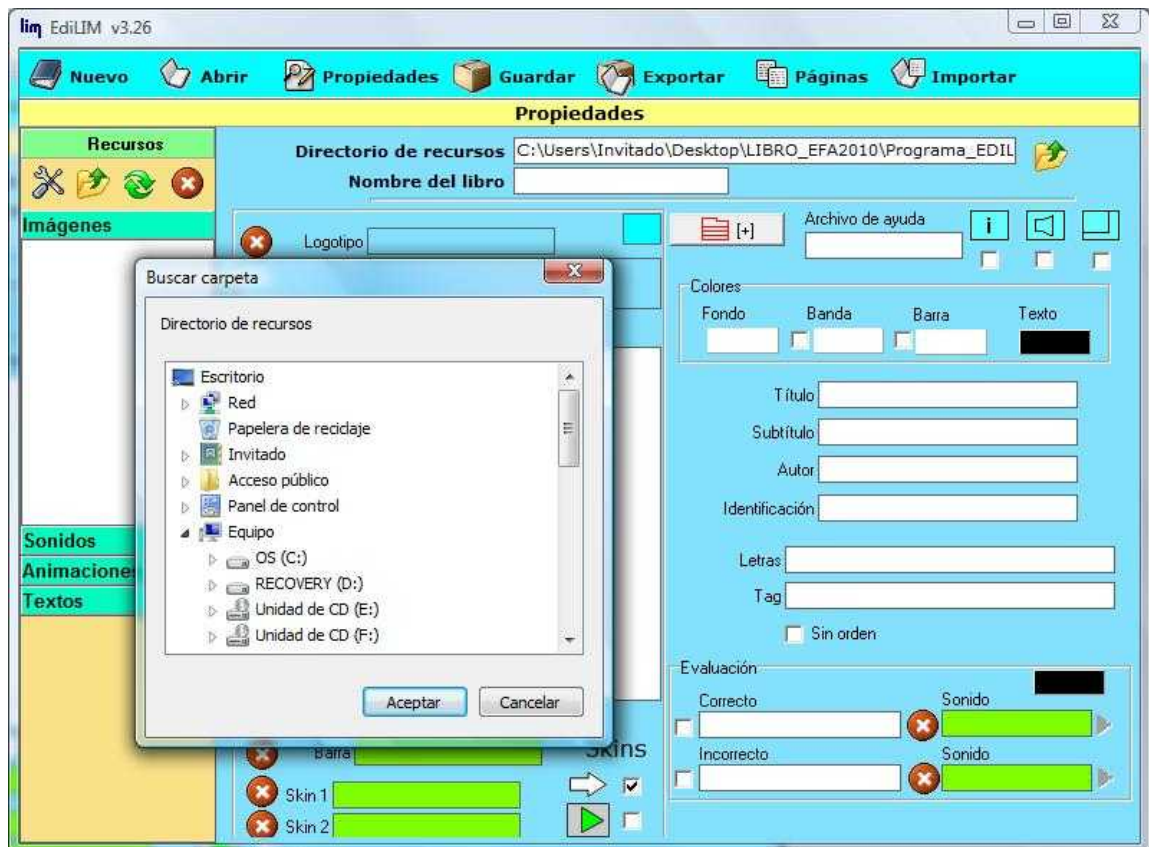 lim EdiLIM v3.26
Nuevo Abrir Propiedades Guardar Exportar Páginas Importar
Propiedades
Recursos
Directorio de recursos C:\Users\Invitado\Desktop\LIBRO_EFA2010\Programa_EDIL
Nombre del libro
Imágenes
Logotipo
[+]
Archivo de ayuda
i
Buscar carpeta
Directorio de recursos
Escritorio
Red
Papelera de reciclaje
Invitado
Acceso público
Panel de control
Equipo
OS (C:)
RECOVERY (D:)
Unidad de CD (E:)
Unidad de CD (F:)
Aceptar Cancelar
Colores
Fondo Banda Barra Texto
Título
Subtítulo
Autor
Identificación
Letras
Tag
Sin orden
Sonidos
Animacione
Textos
Evaluación
Correcto Sonido
Incorrecto Sonido
Barra
Skins
Skin 1
Skin 2